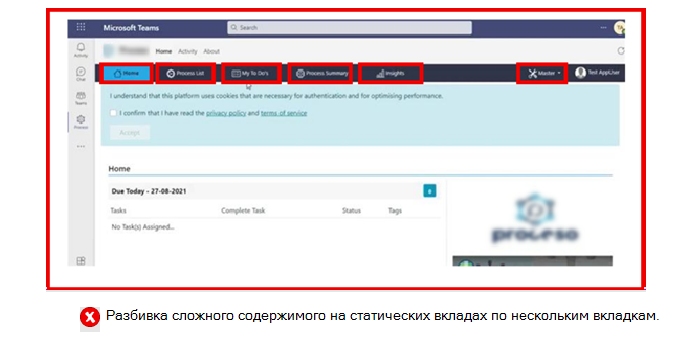 Microsoft Teams
Search
Activity
Home Activity About
Chat
Home Process List My To Do's Process Summary Insights Master Test AppUser
Teams
I understand that this platform uses cookies that are necessary for authentication and for optimising performance.
I confirm that I have read the privacy policy and terms of service
Process
Accept
Home
Due Today - 27-08-2021
Tasks Complete Task Status Tags
No Task(s) Assigned...
proceso
Разбивка сложного содержимого на статических вкладах по нескольким вкладкам.